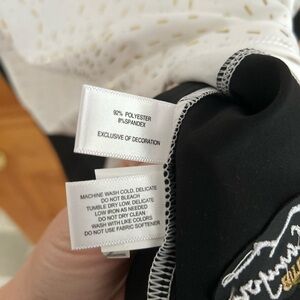 92% POLYESTER
8%SPANDEX
EXCLUSIVE OF DECORATION
MACHINE WASH COLD, DELICATE
DO NOT BLEACH
TUMBLE DRY LOW, DELICATE
LOW IRON AS NEEDED
DO NOT DRY CLEAN
WASH WITH LIKE COLORS
DO NOT USE FABRIC SOFTENER